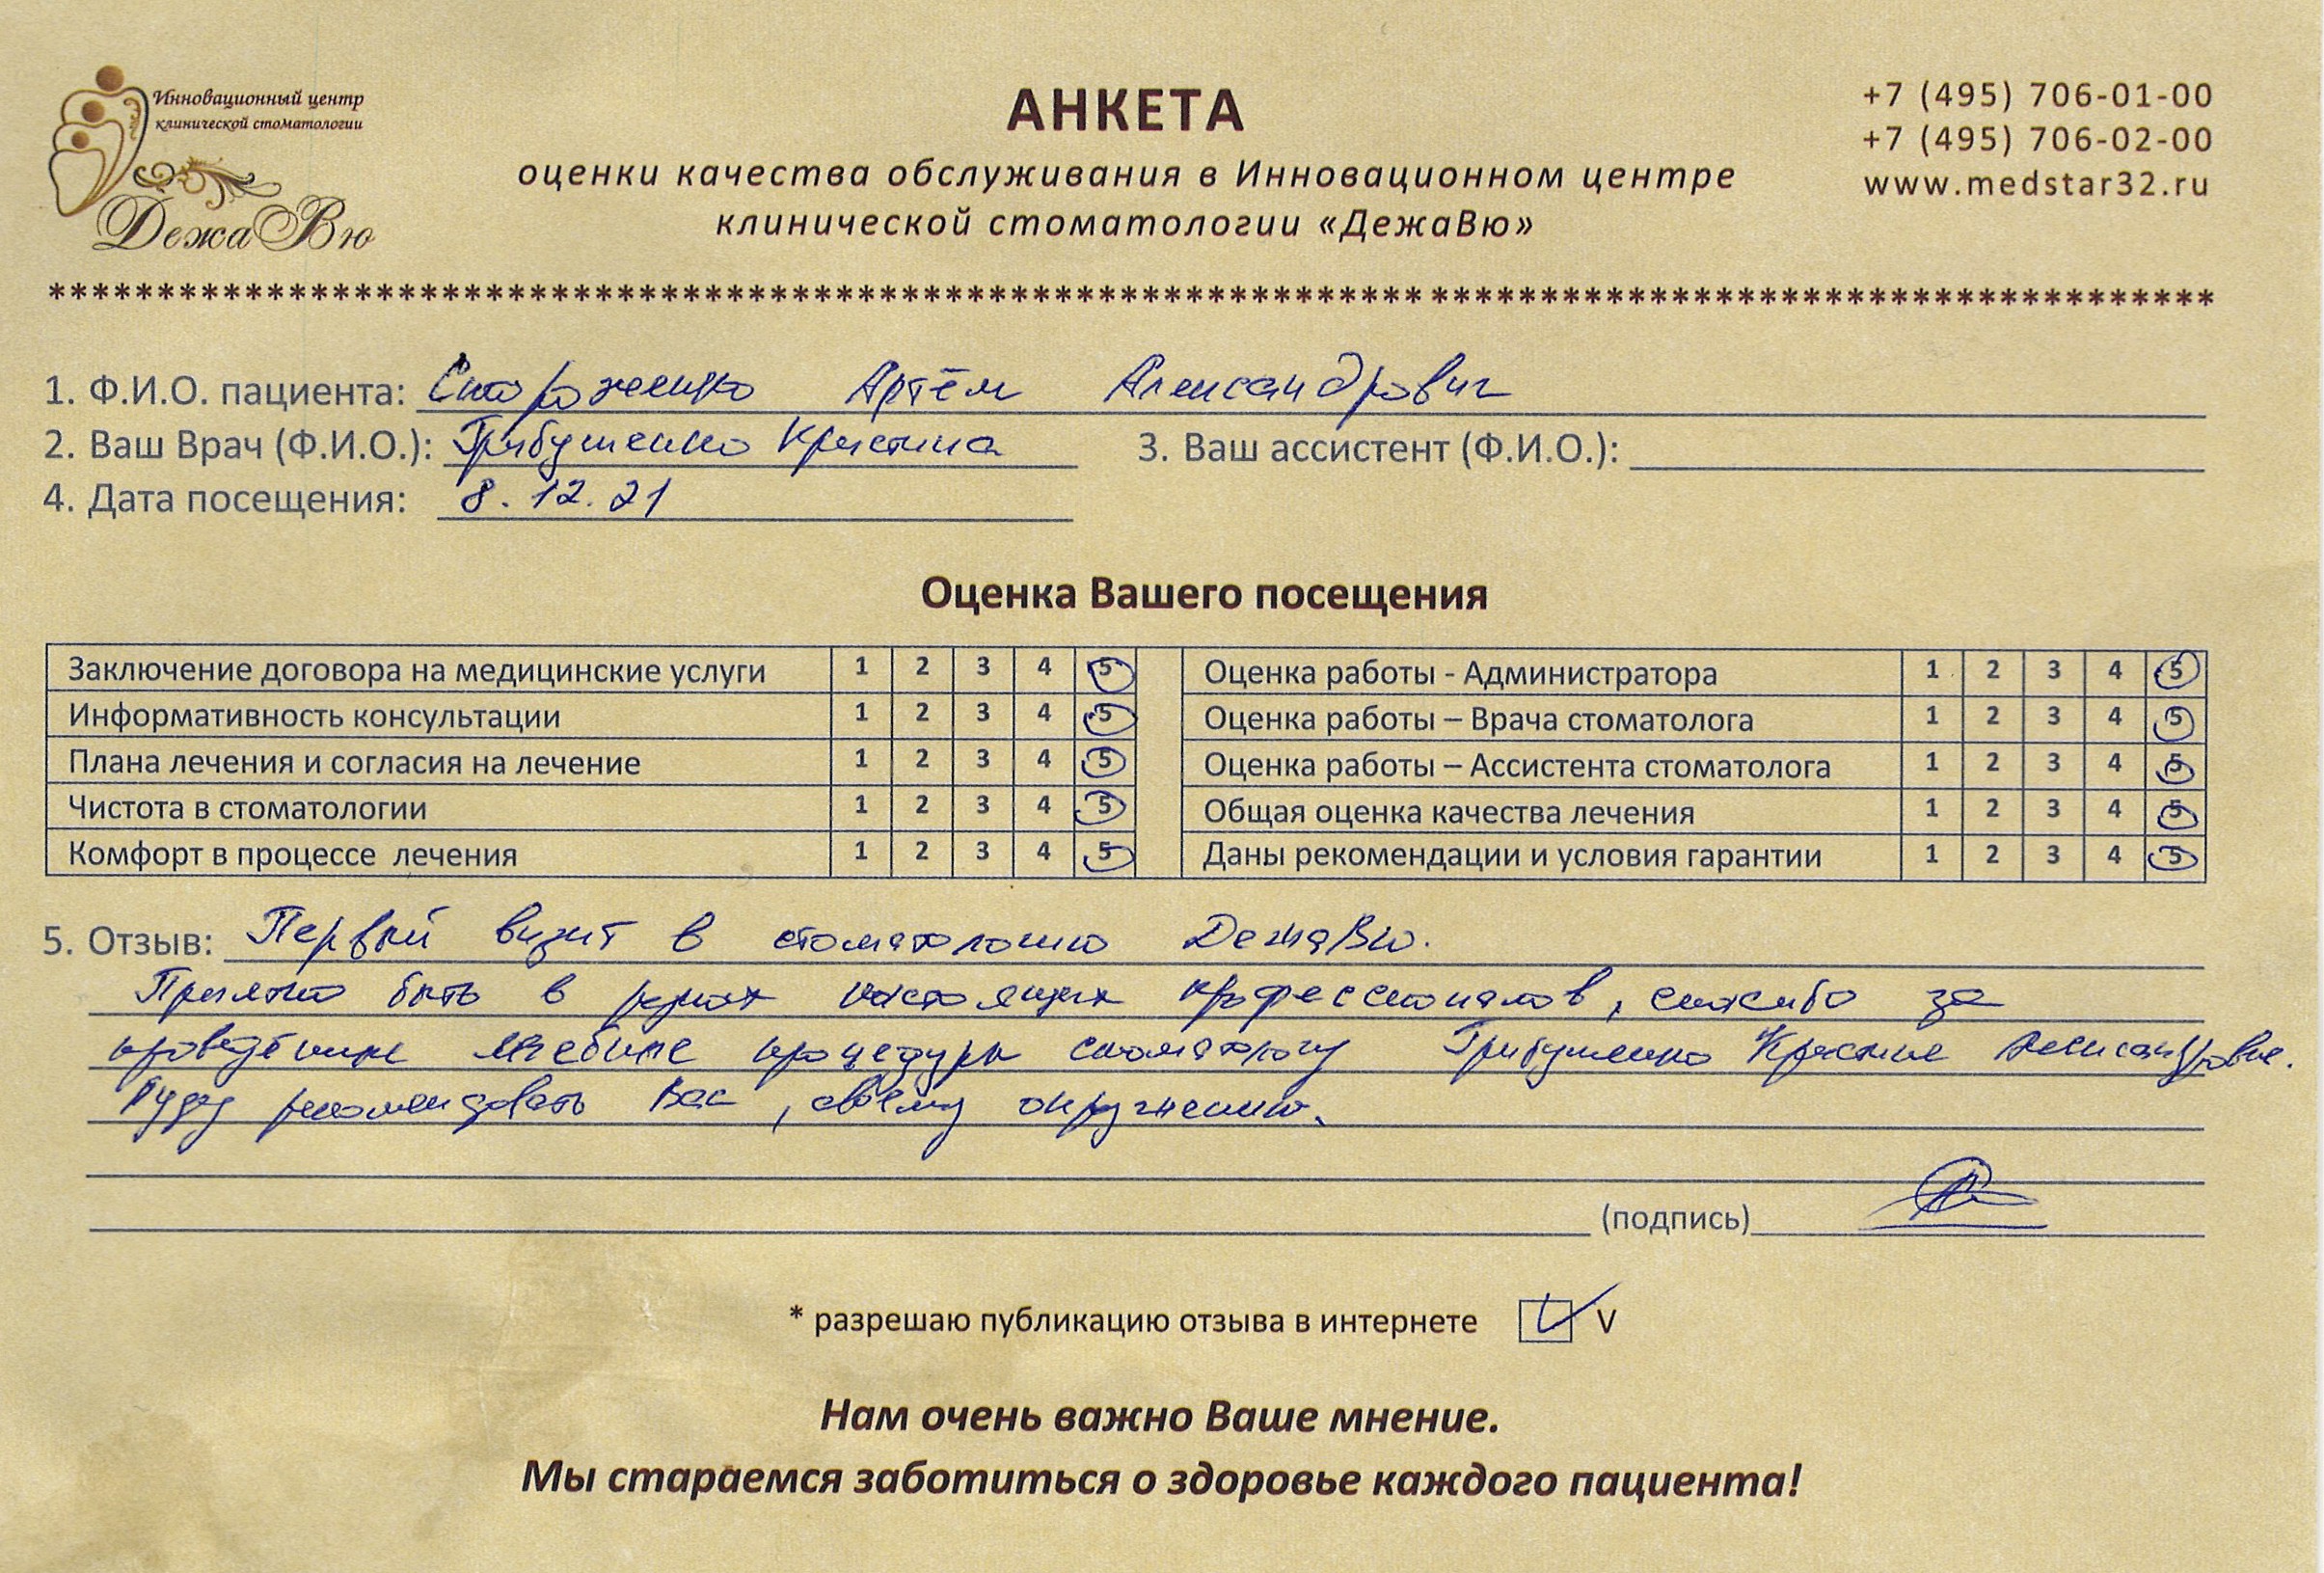 Инновационный центр
клинической стоматологии
ДежаВю
АНКЕТА
оценки качества обслуживания в Инновационном центре
клинической стоматологии «ДежаВю»
+7 (495) 706-01-00
+7 (495) 706-02-00
www.medstar32.ru
************************************************************************************************
1. Ф.И.О. пациента: Стороженко Артём Александрович
2. Ваш Врач (Ф.И.О.): Грибушенко Кристина 3. Ваш ассистент (Ф.И.О.):
4. Дата посещения: 8.12.21
Оценка Вашего посещения
Заключение договора на медицинские услуги 1 2 3 4 5 Оценка работы - Администратора 1 2 3 4 5
Информативность консультации 1 2 3 4 5 Оценка работы – Врача стоматолога 1 2 3 4 5
Плана лечения и согласия на лечение 1 2 3 4 5 Оценка работы – Ассистента стоматолога 1 2 3 4 5
Чистота в стоматологии 1 2 3 4 5 Общая оценка качества лечения 1 2 3 4 5
Комфорт в процессе лечения 1 2 3 4 5 Даны рекомендации и условия гарантии 1 2 3 4 5
5. Отзыв: Первый визит в стоматологию ДежаВю.
Приятно быть в руках настоящих профессионалов, спасибо за
проведённые лечебные процедуры стоматологу Грибушенко Кристине Александровне.
Буду рекомендовать Вас, своему окружению.
(подпись)
* разрешаю публикацию отзыва в интернете V
Нам очень важно Ваше мнение.
Мы стараемся заботиться о здоровье каждого пациента!